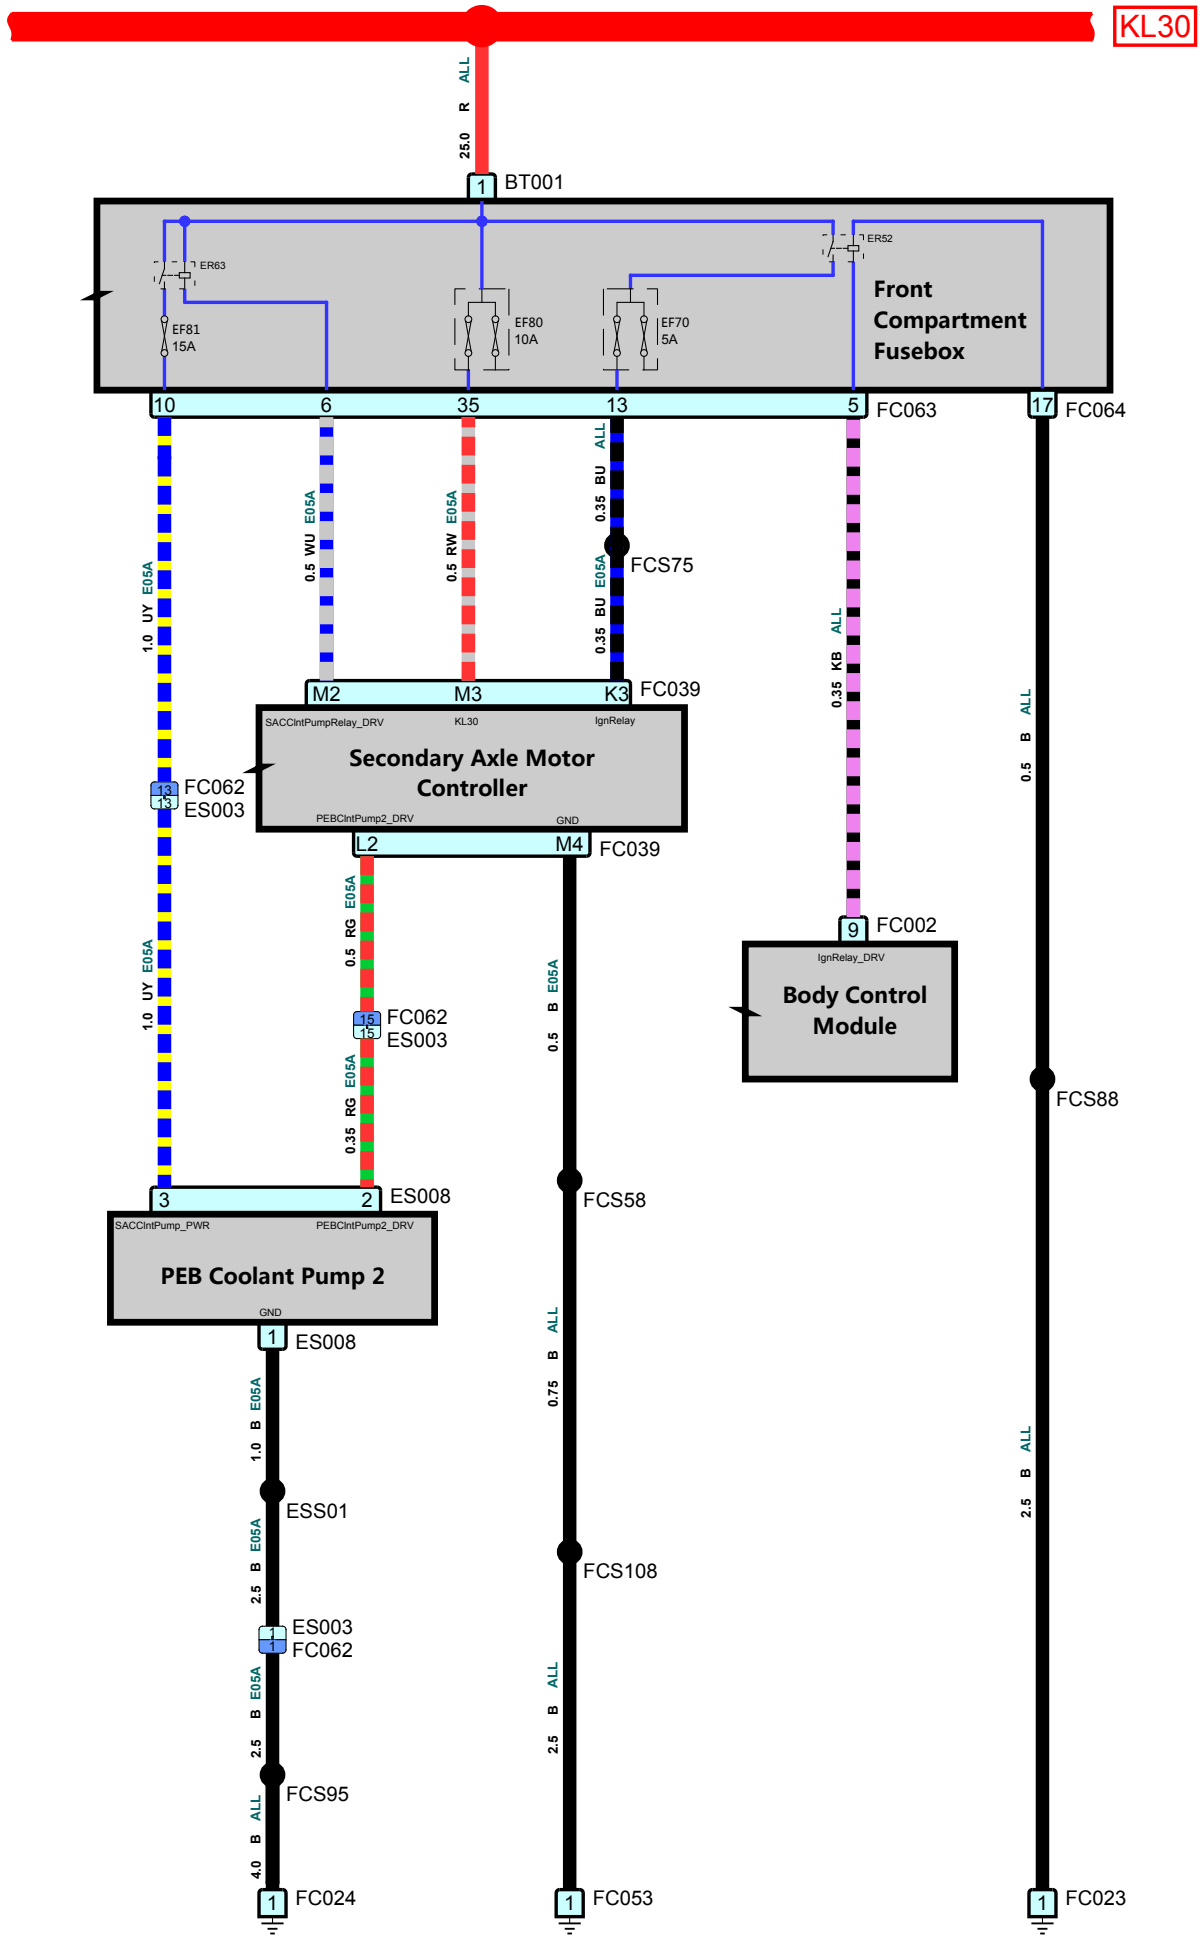 KL30
25.0 R ALL
1 BT001
ER63
ER52
EF81
15A
EF80
10A
EF70
5A
Front
Compartment
Fusebox
10 6 35 13 5 FC063 17 FC064
1.0 UY E05A
0.5 WU E05A
0.5 RW E05A
0.35 BU ALL
FCS75
0.35 BU E05A
0.35 KB ALL
0.5 B ALL
M2 M3 K3 FC039
SACClntPumpRelay_DRV KL30 IgnRelay
Secondary Axle Motor
Controller
PEBClntPump2_DRV GND
L2 M4 FC039
13 FC062
13 ES003
1.0 UY E05A
0.5 RG E05A
0.5 B E05A
9 FC002
IgnRelay_DRV
Body Control
Module
15 FC062
15 ES003
0.35 RG E05A
FCS88
FCS58
3 2 ES008
SACClntPump_PWR PEBClntPump2_DRV
PEB Coolant Pump 2
GND
1 ES008
1.0 B E05A
0.75 B ALL
2.5 B ALL
ESS01
2.5 B E05A
FCS108
1 ES003
1 FC062
2.5 B E05A
2.5 B ALL
FCS95
4.0 B ALL
1 FC024
1 FC053
1 FC023